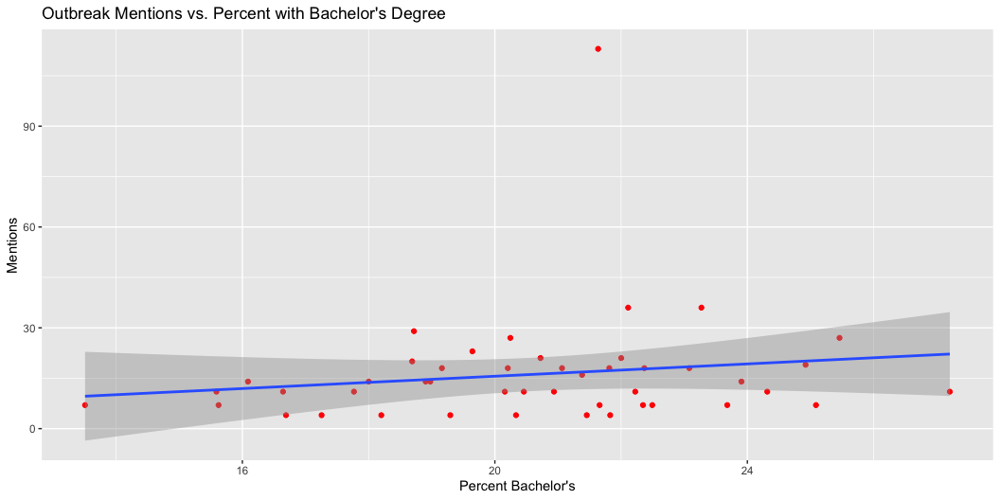 Outbreak Mentions vs. Percent with Bachelor's Degree
Mentions
90
60
30
0
16 20 24
Percent Bachelor's